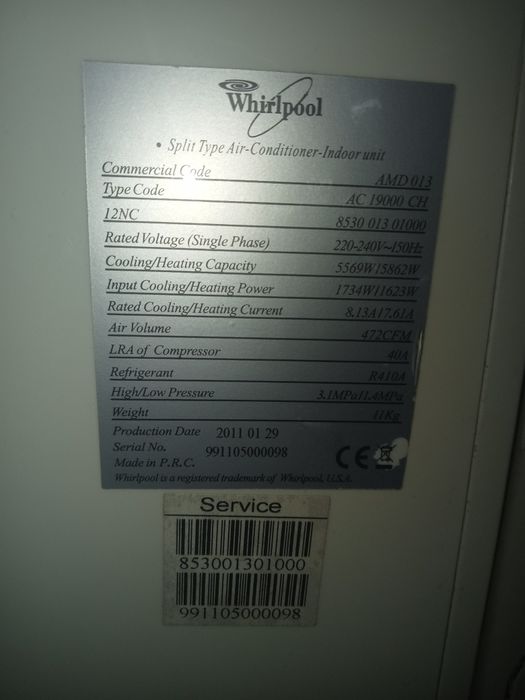 Whirlpool
• Split Type Air-Conditioner-Indoor unit
Commercial Code AMD 013
Type Code AC 19000 CH
12NC 8530 013 01000
Rated Voltage (Single Phase) 220-240V~/50Hz
Cooling/Heating Capacity 5569W/5862W
Input Cooling/Heating Power 1734W/1623W
Rated Cooling/Heating Current 8.13A/7.61A
Air Volume 472CFM
LRA of Compressor 40A
Refrigerant R410A
High/Low Pressure 3.1MPa/1.4MPa
Weight 11Kg
Production Date 2011 01 29
Serial No. 991105000098
Made in P.R.C. CE
Whirlpool is a registered trademark of Whirlpool, U.S.A.
Service
853001301000
991105000098